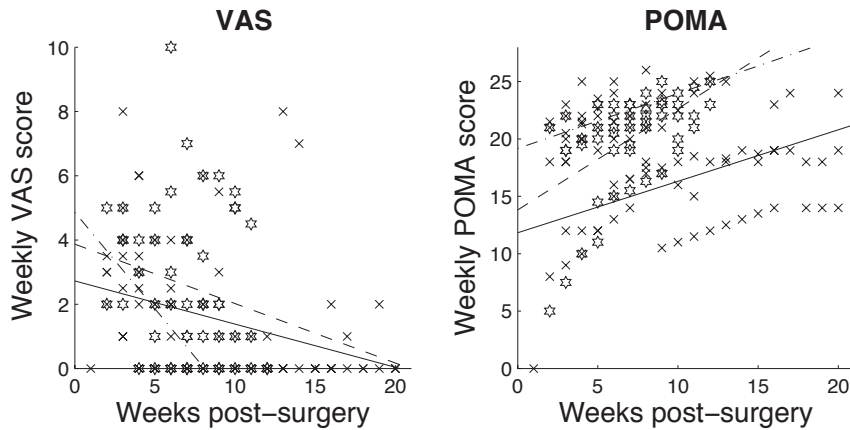 VAS
10
8
6
4
2
0
0 5 10 15 20
Weekly VAS score
Weeks post−surgery
POMA
25
20
15
10
5
0
0 5 10 15 20
Weekly POMA score
Weeks post−surgery